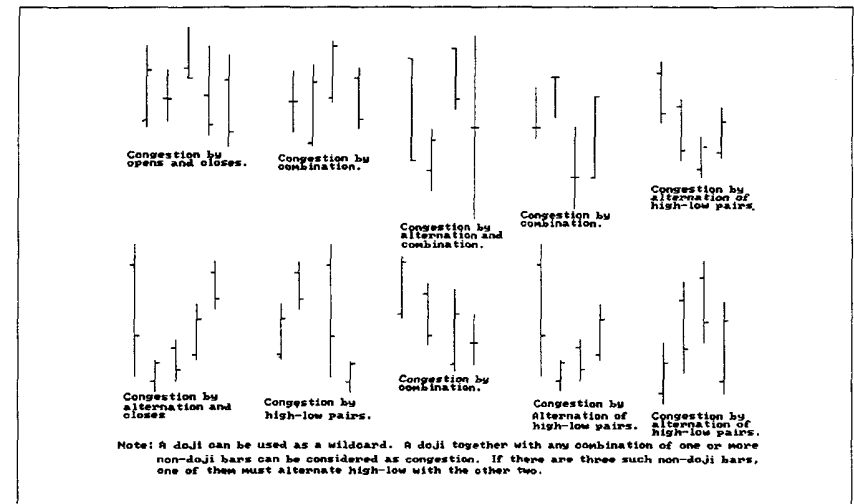 Congestion by
opens and closes.
Congestion by
combination.
Congestion by
alternation and
combination.
Congestion by
combination.
Congestion by
alternation of
high-low pairs.
Congestion by
alternation and
closes
Congestion by
high-low pairs.
Congestion by
combination.
Congestion by
Alternation of
high-low pairs.
Congestion by
alternation of
high-low pairs.
Note: A doji can be used as a wildcard. A doji together with any combination of one or more
non-doji bars can be considered as congestion. If there are three such non-doji bars,
one of them must alternate high-low with the other two.